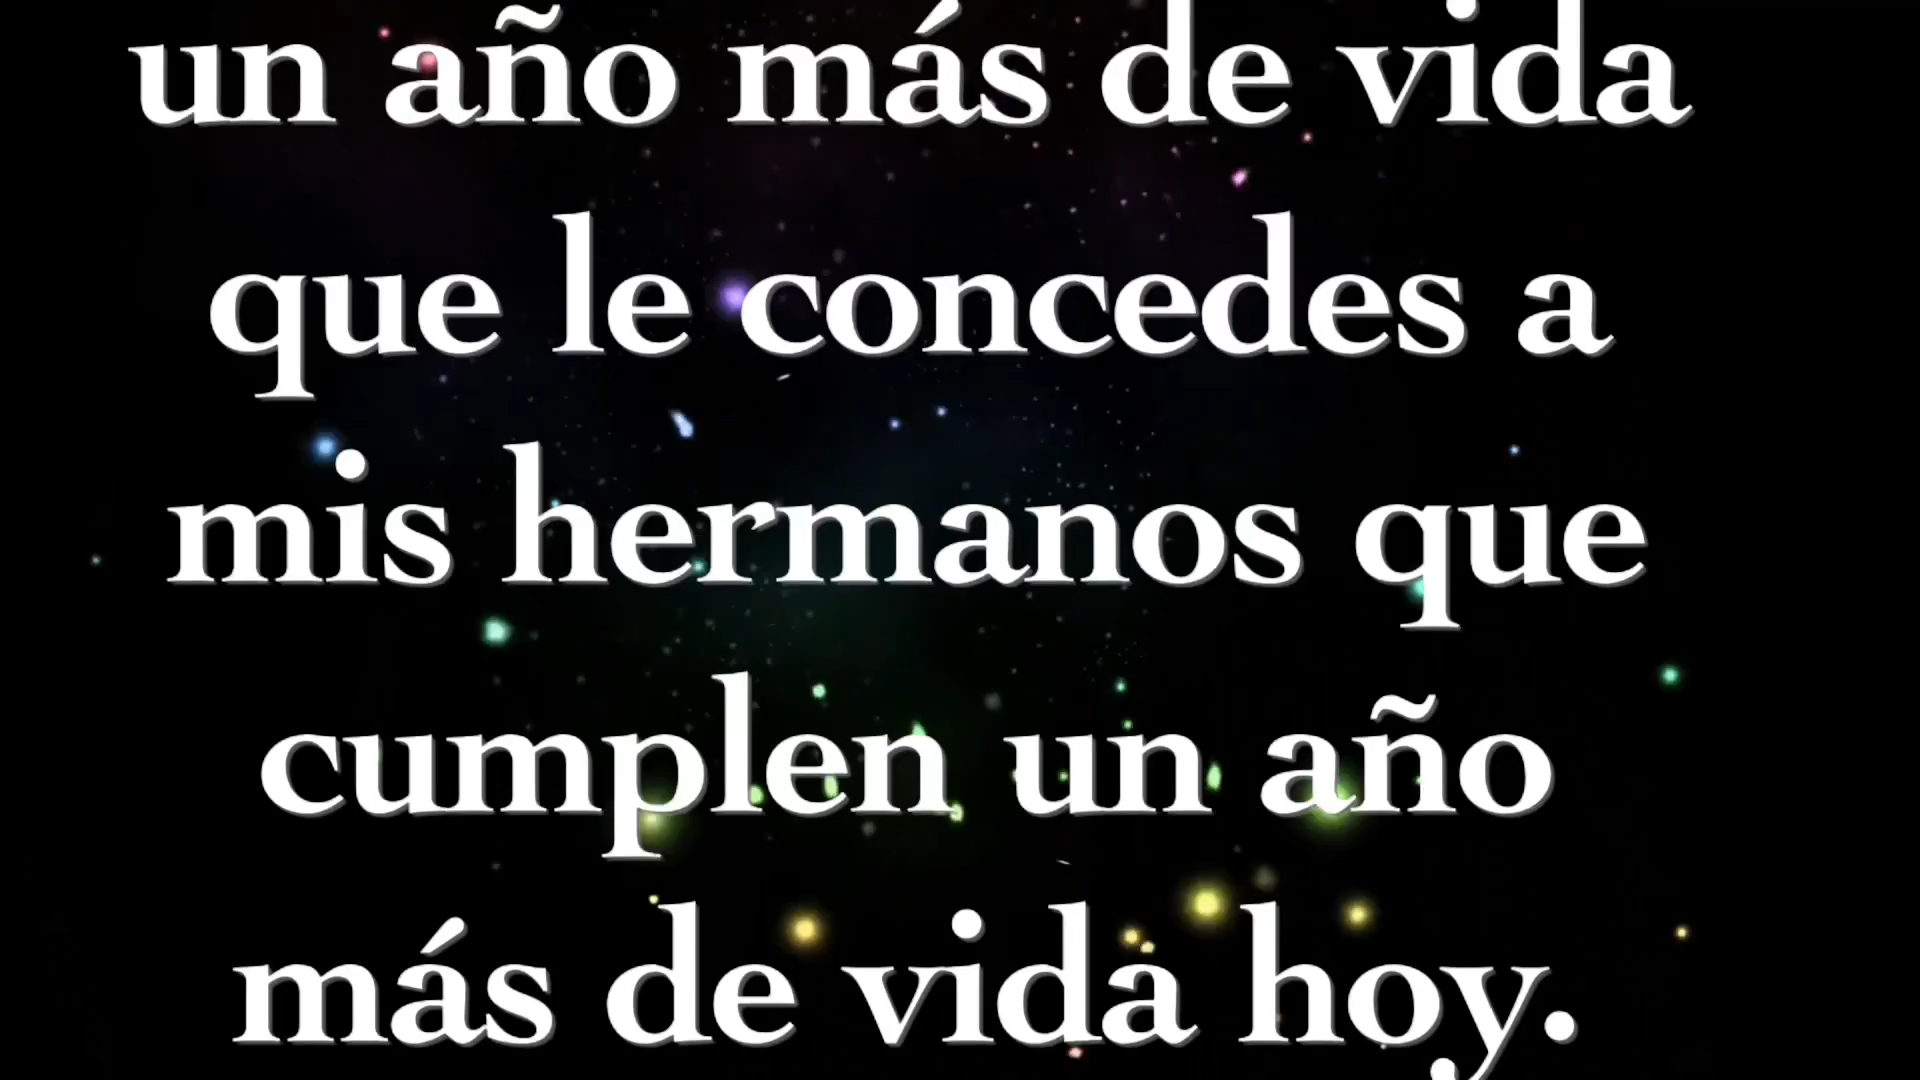 un año más de vida
que le concedes a
mis hermanos que
cumplen un año
más de vida hoy.